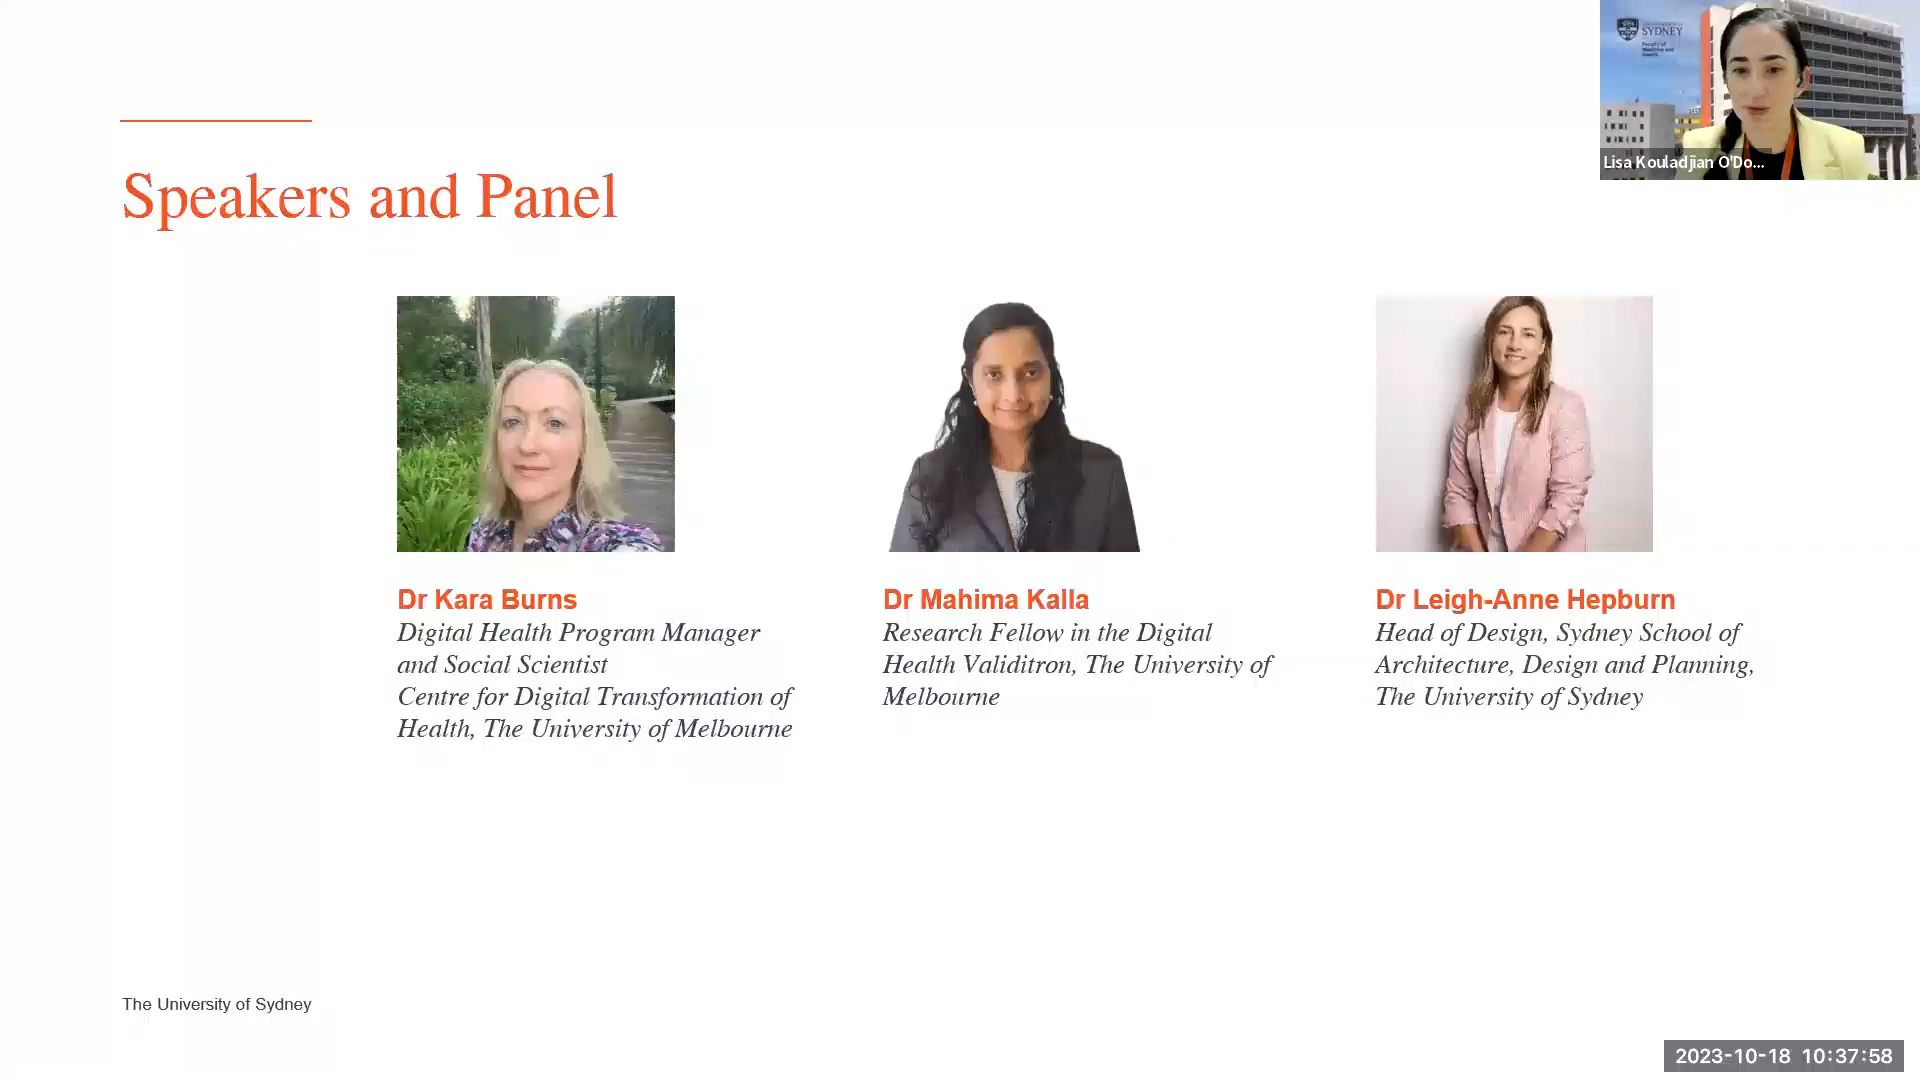 SYDNEY
Lisa Kouladjian O'Do...
Speakers and Panel
Dr Kara Burns
Digital Health Program Manager
and Social Scientist
Centre for Digital Transformation of
Health, The University of Melbourne
Dr Mahima Kalla
Research Fellow in the Digital
Health Validitron, The University of
Melbourne
Dr Leigh-Anne Hepburn
Head of Design, Sydney School of
Architecture, Design and Planning,
The University of Sydney
The University of Sydney
2023-10-18 10:37:58